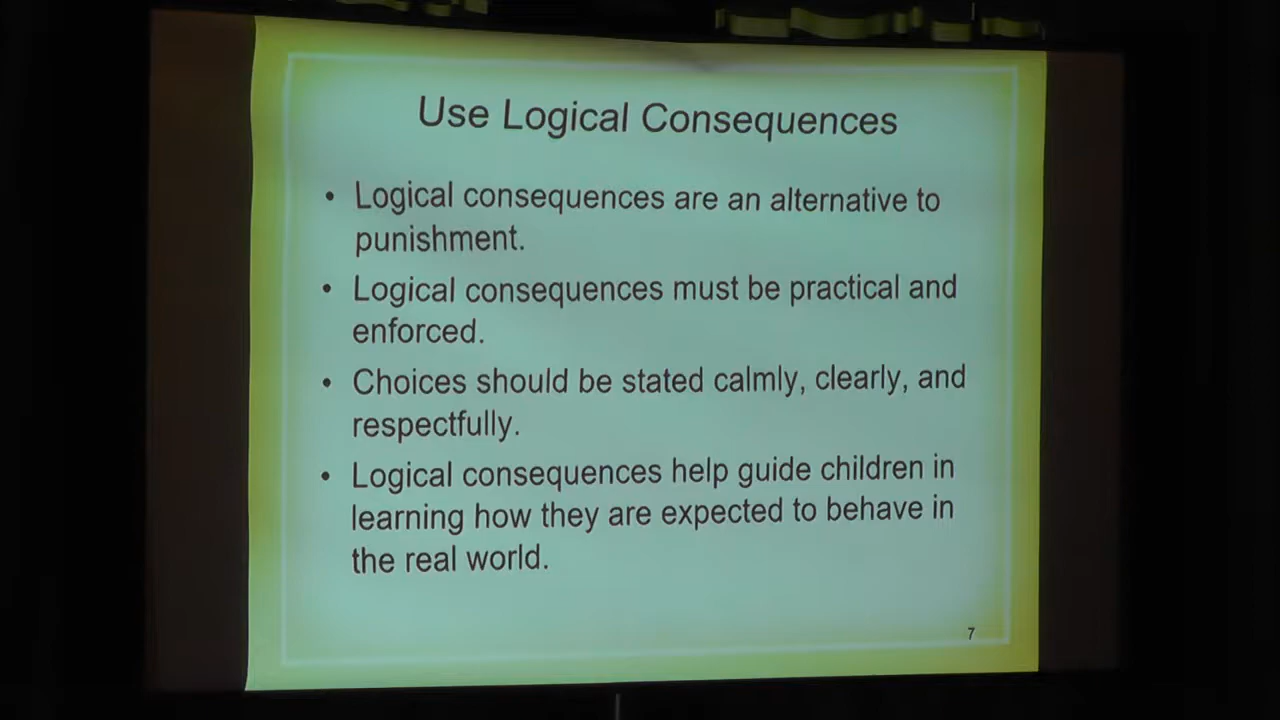 Use Logical Consequences
• Logical consequences are an alternative to
punishment.
• Logical consequences must be practical and
enforced.
• Choices should be stated calmly, clearly, and
respectfully.
• Logical consequences help guide children in
learning how they are expected to behave in
the real world.
7